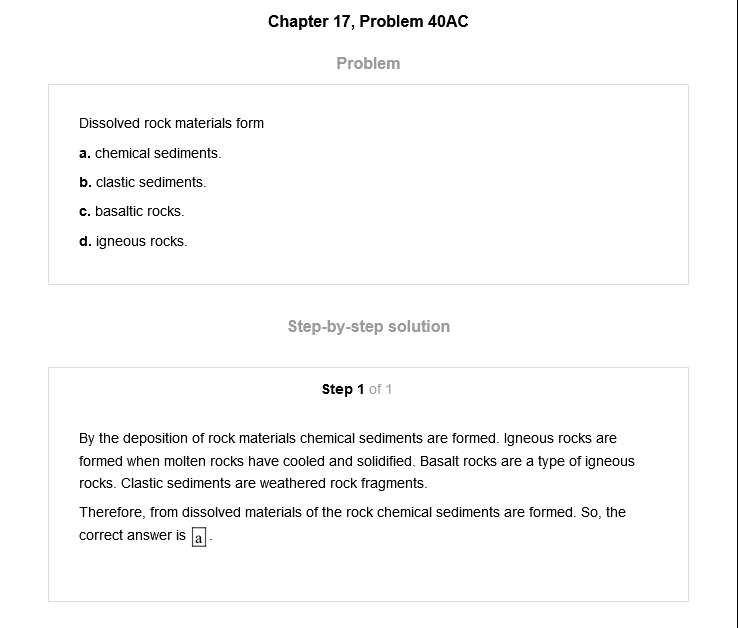 Chapter 17, Problem 40AC
Problem
Dissolved rock materials form
a. chemical sediments.
b. clastic sediments.
c. basaltic rocks.
d. igneous rocks.
Step-by-step solution
Step 1 of 1
By the deposition of rock materials chemical sediments are formed. Igneous rocks are
formed when molten rocks have cooled and solidified. Basalt rocks are a type of igneous
rocks. Clastic sediments are weathered rock fragments.
Therefore, from dissolved materials of the rock chemical sediments are formed. So, the
correct answer is a .